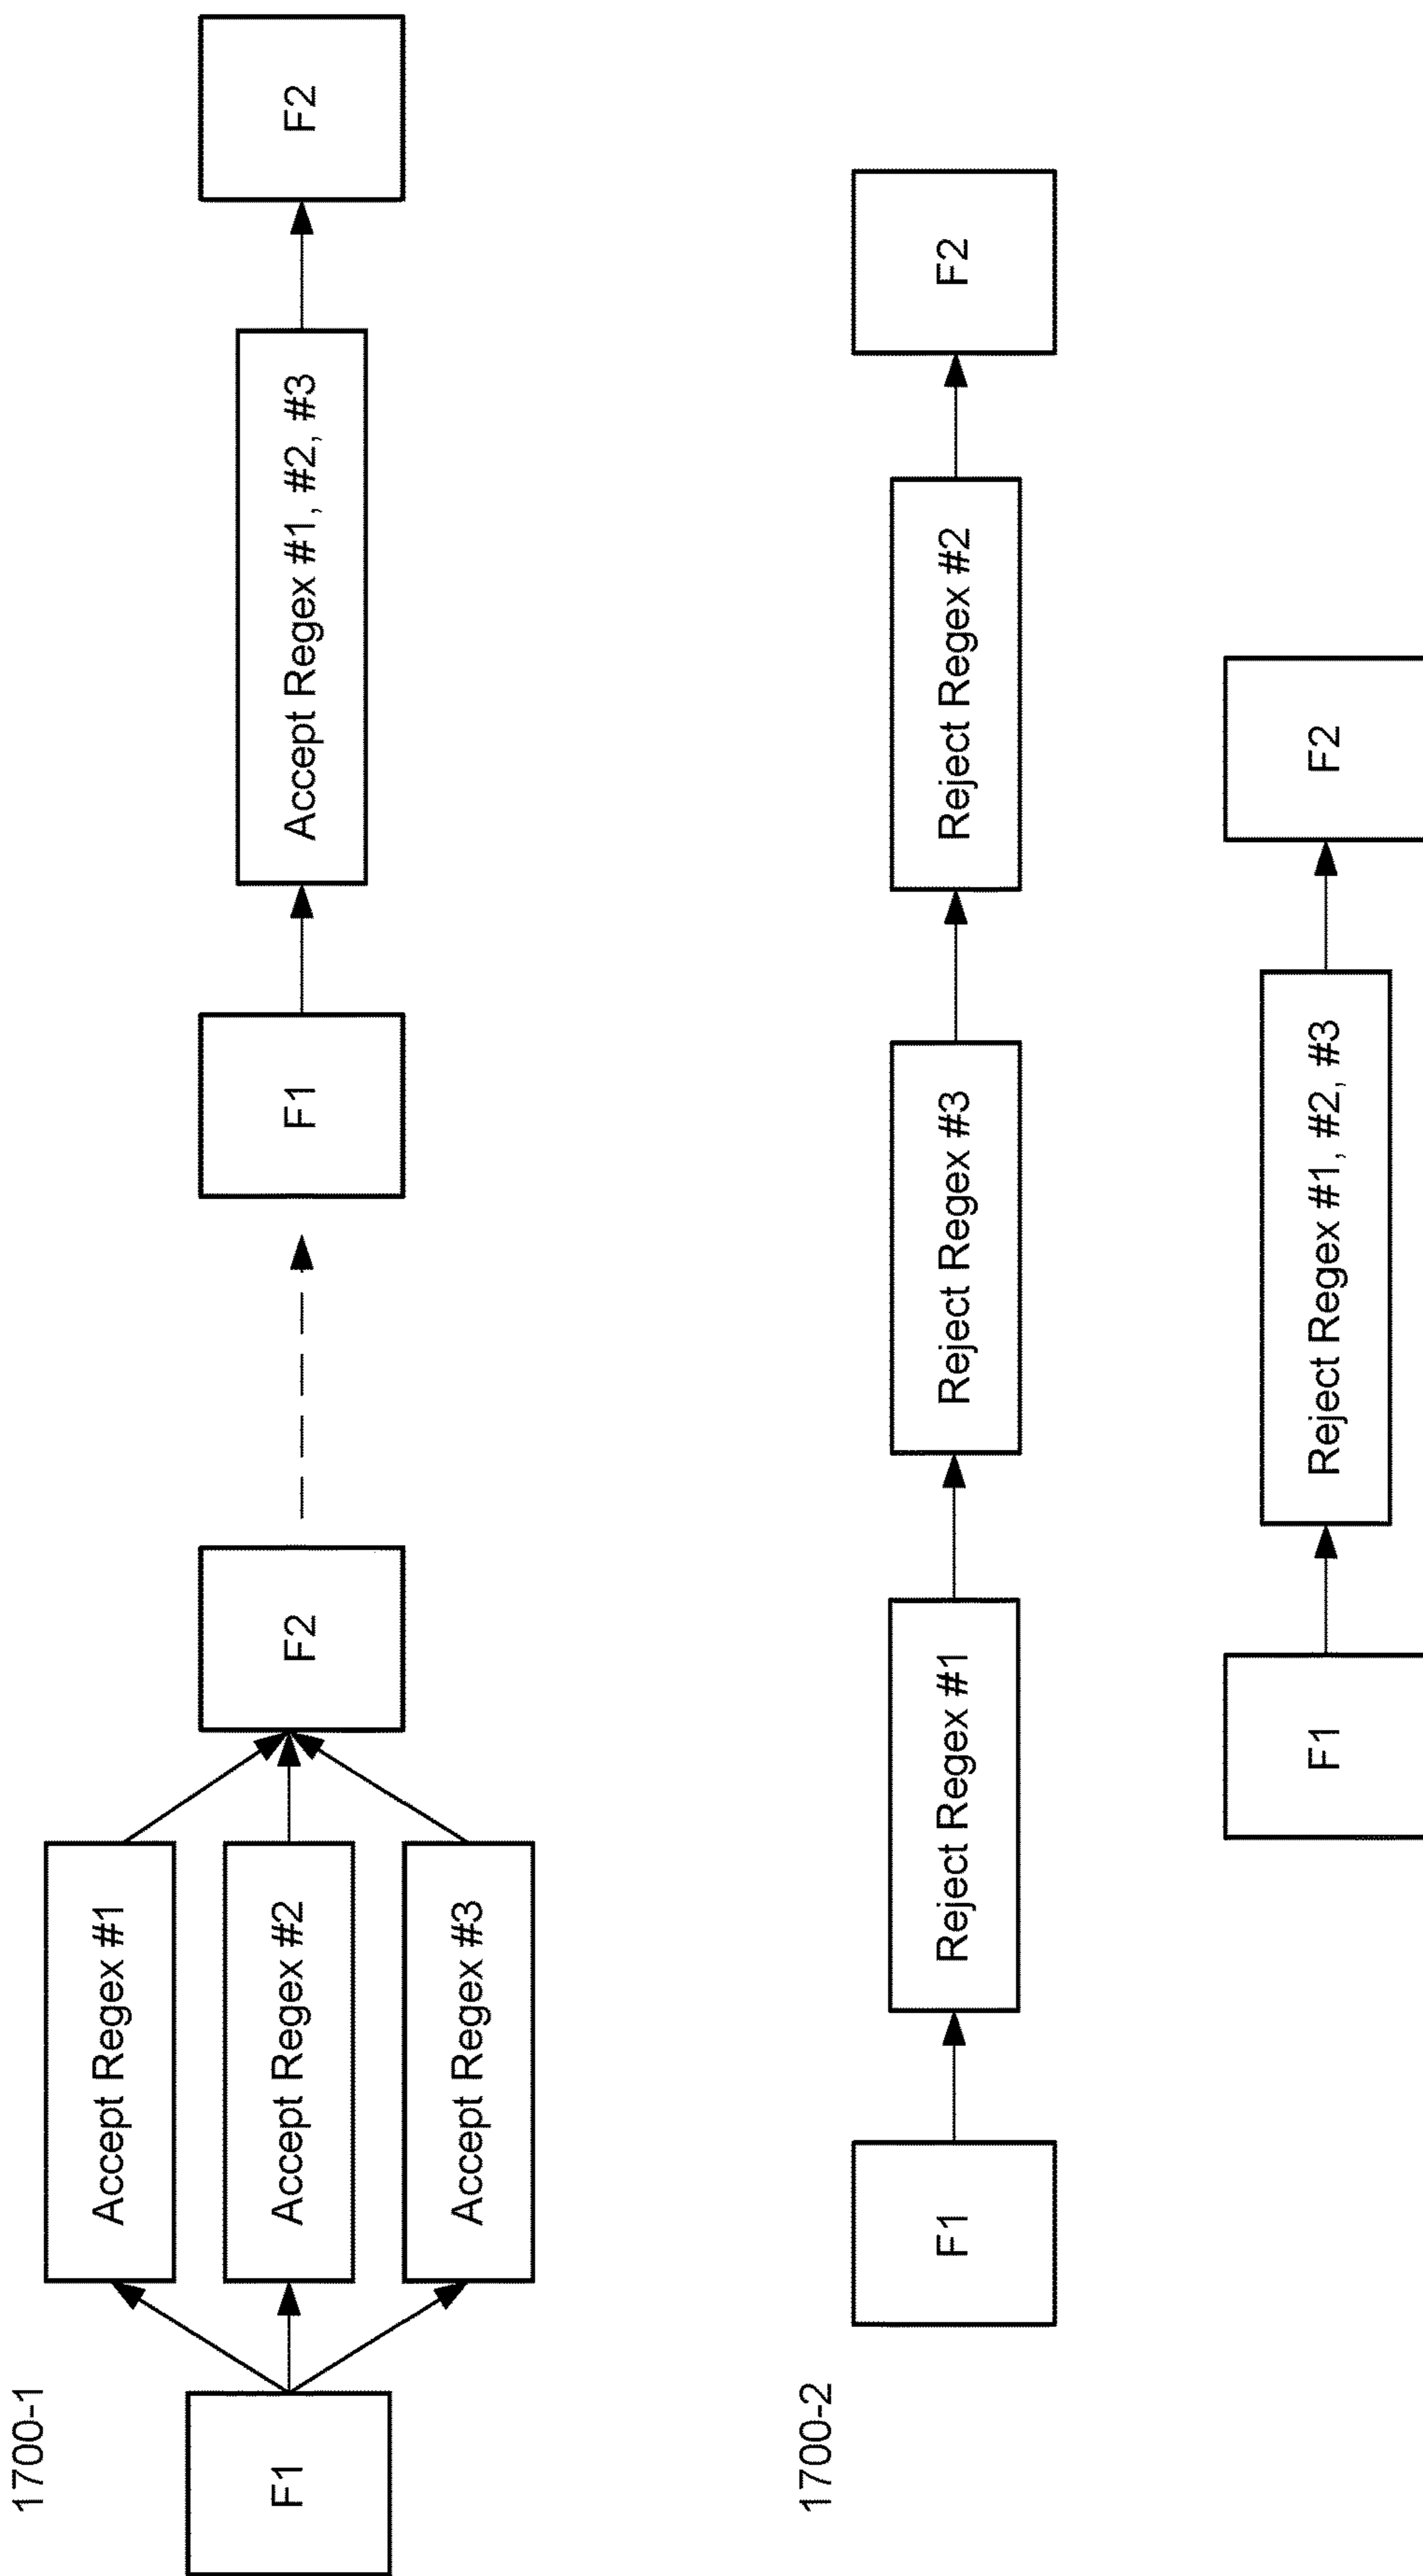 1700-1
F1
Accept Regex #1
Accept Regex #2
Accept Regex #3
F2
F1
Accept Regex #1, #2, #3
F2
1700-2
F1
Reject Regex #1
Reject Regex #3
Reject Regex #2
F2
F1
Reject Regex #1, #2, #3
F2